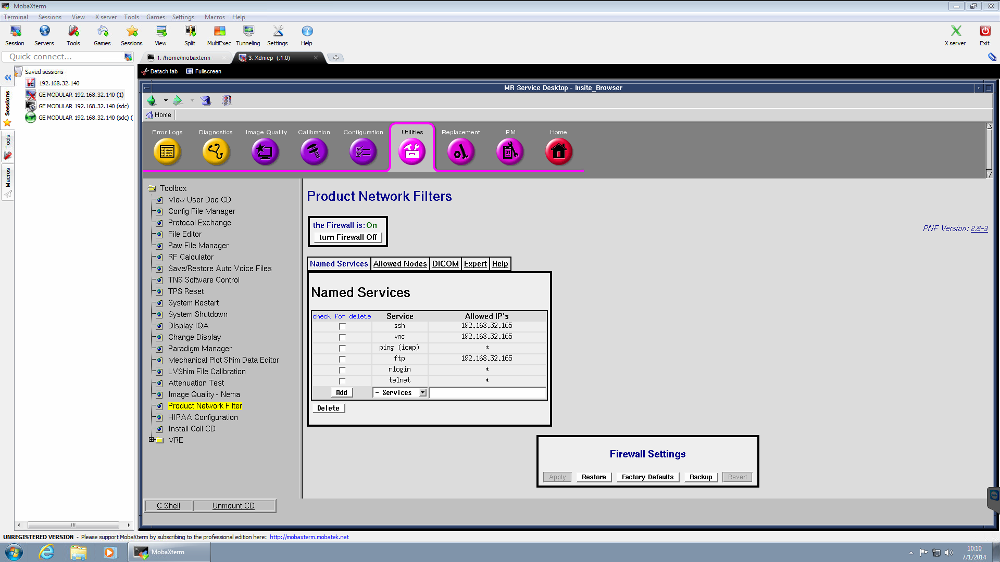 MobaXterm
Terminal Sessions View X server Tools Games Settings Macros Help
Session Servers Tools Games Sessions View Split MultiExec Tunneling Settings Help X server Exit
Quick connect...
1. /home/mobaxterm
3. Xdmcp (:1.0)
Detach tab Fullscreen
Saved sessions
192.168.32.140
GE MODULAR 192.168.32.140 (1)
GE MODULAR 192.168.32.140 (sdc)
GE MODULAR 192.168.32.140 (sdc) (
Sessions
Tools
Macros
MR Service Desktop - Insite_Browser
Home
Error Logs Diagnostics Image Quality Calibration Configuration Utilities Replacement PM Home
31
Toolbox
View User Doc CD
Config File Manager
Protocol Exchange
File Editor
Raw File Manager
RF Calculator
Save/Restore Auto Voice Files
TNS Software Control
TPS Reset
System Restart
System Shutdown
Display IQA
Change Display
Paradigm Manager
Mechanical Plot Shim Data Editor
LVShim File Calibration
Attenuation Test
Image Quality - Nema
Product Network Filter
HIPAA Configuration
Install Coil CD
VRE
C Shell Unmount CD
Product Network Filters
the Firewall is: On
turn Firewall Off
PNF Version: 2.8-3
Named Services Allowed Nodes DICOM Expert Help
Named Services
check for delete Service Allowed IP's
ssh 192.168.32.165
vnc 192.168.32.165
ping (icmp) *
ftp 192.168.32.165
rlogin *
telnet *
Add - Services
Delete
Firewall Settings
Apply Restore Factory Defaults Backup Revert
UNREGISTERED VERSION - Please support MobaXterm by subscribing to the professional edition here: http://mobaxterm.mobatek.net
MobaXterm
10:10
7/1/2014